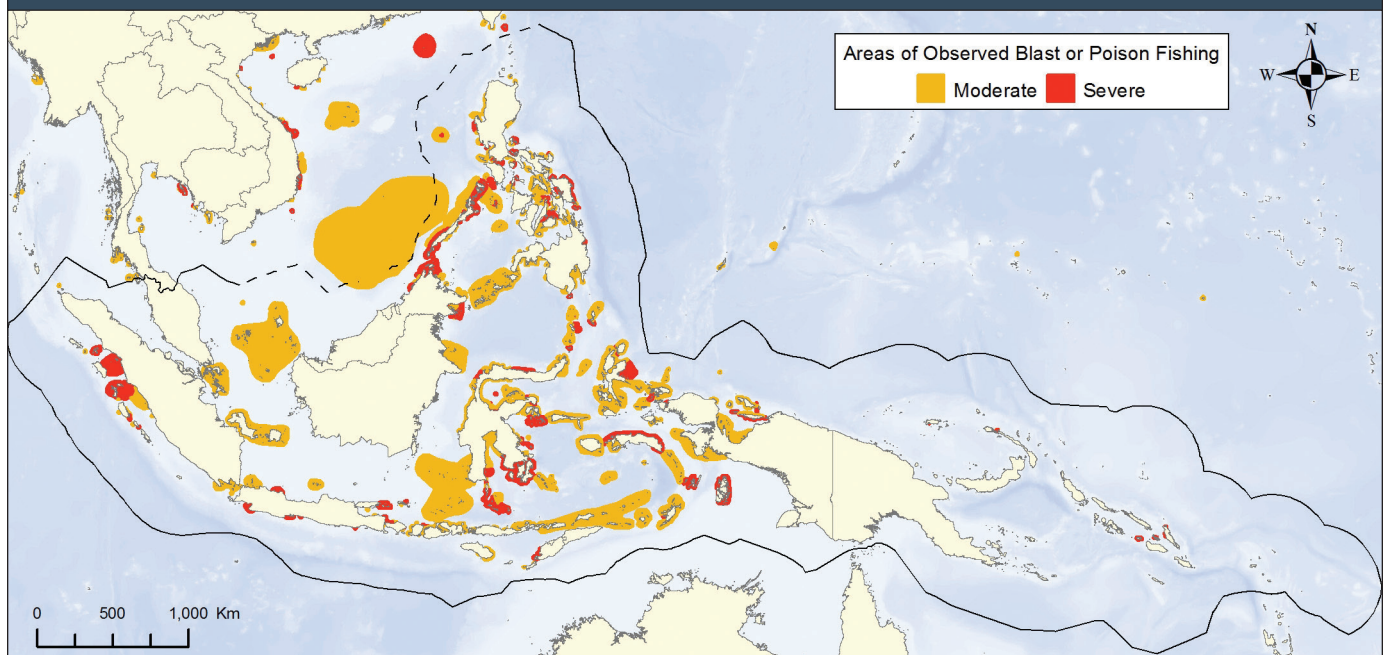 Areas of Observed Blast or Poison Fishing
Moderate Severe
N
W E
S
0 500 1,000 Km